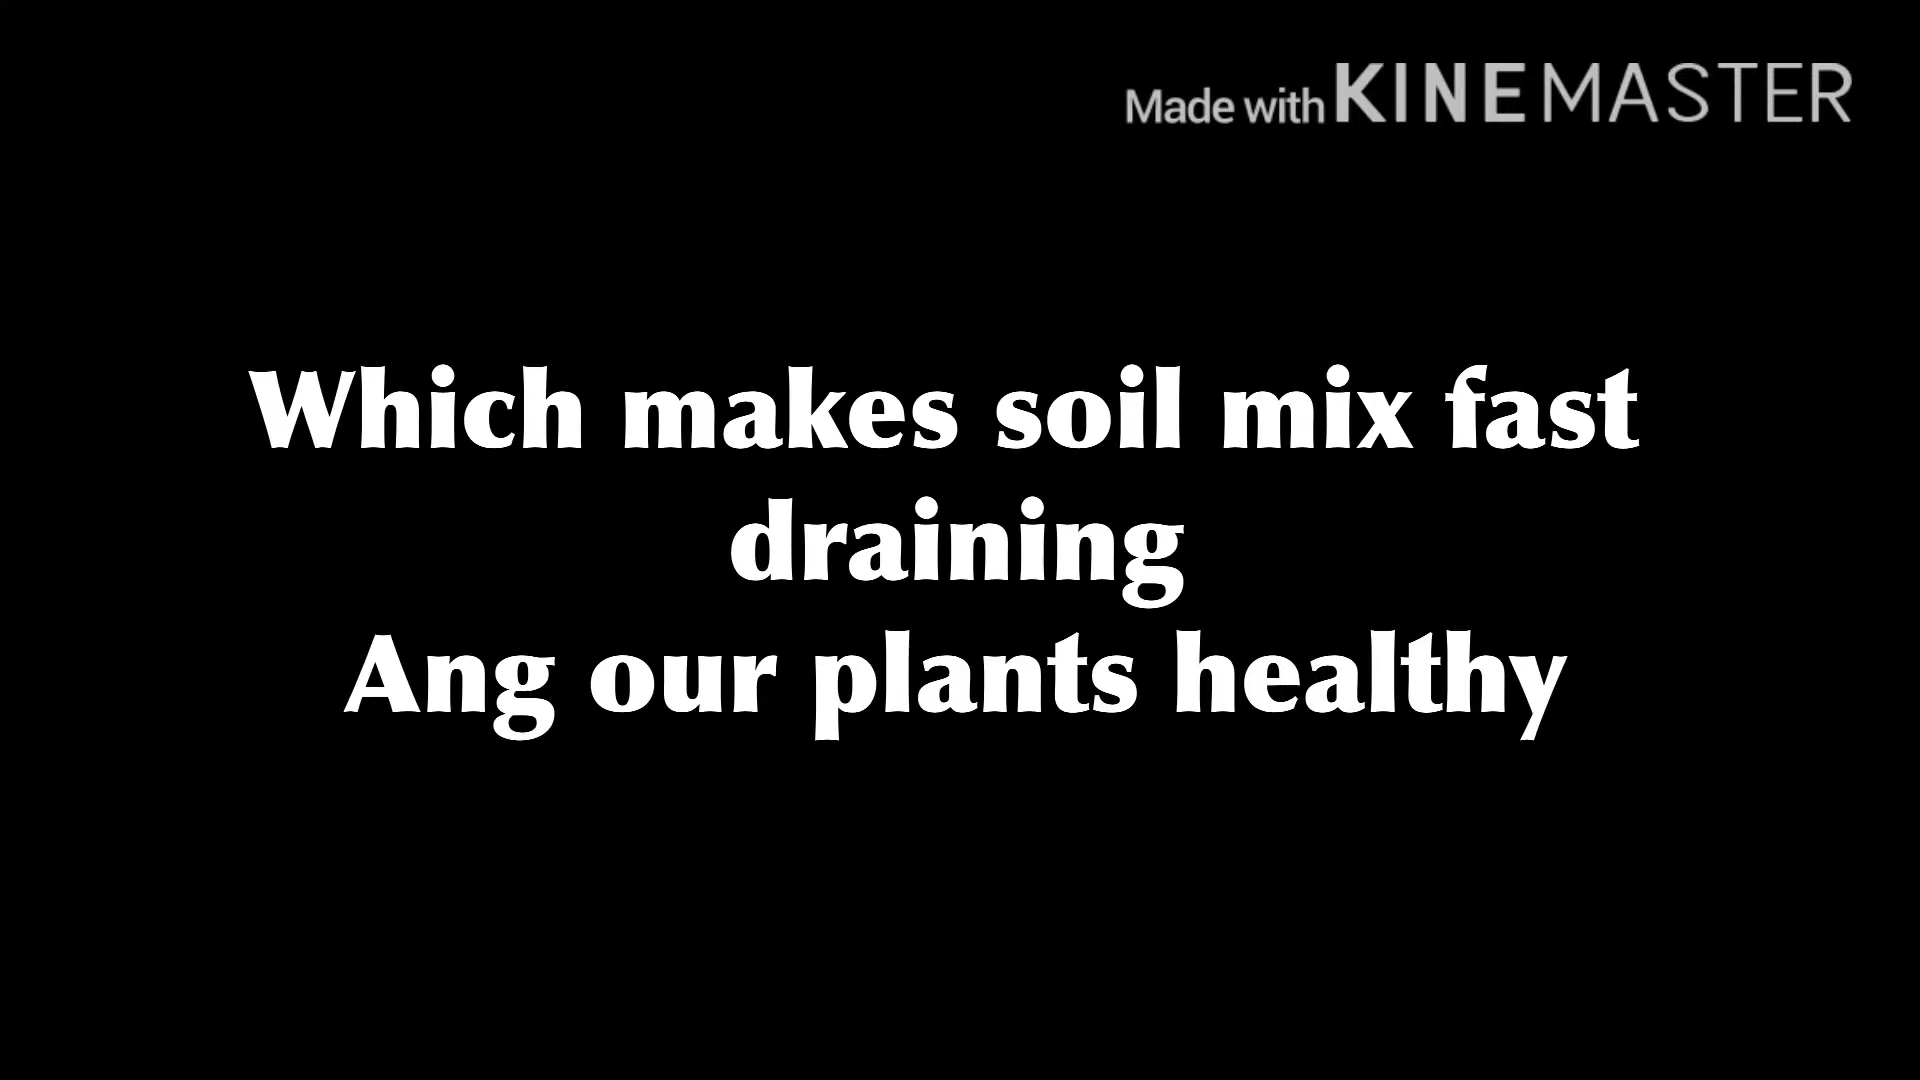 Made with KINEMASTER
Which makes soil mix fast
draining
Ang our plants healthy